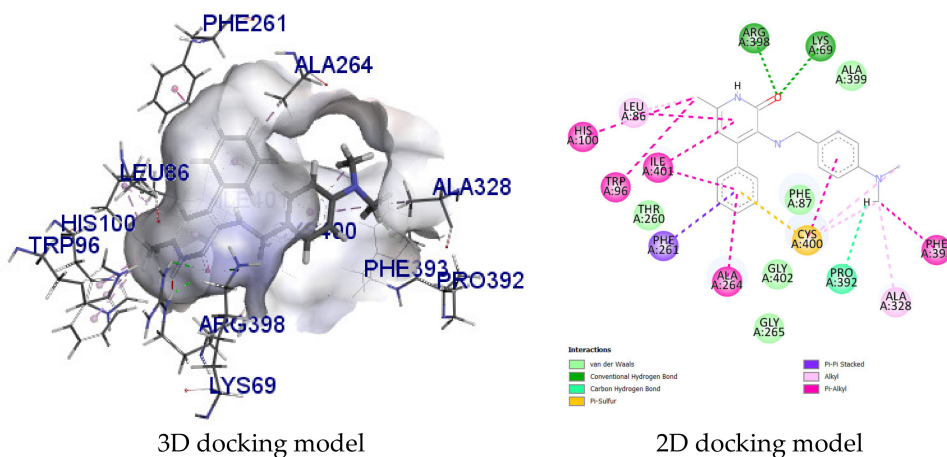 PHE261
ALA264
LEU86
HIS100
TRP96
ALA328
400
PHE393
PRO392
ARG398
LYS69
3D docking model
ARG
A:398
LYS
A:69
ALA
A:399
H
N
O
LEU
A:86
HIS
A:100
ILE
A:401
TRP
A:96
N
N
THR
A:260
PHE
A:87
H
PHE
A:261
CYS
A:400
PHE
A:39
ALA
A:264
GLY
A:402
PRO
A:392
ALA
A:328
GLY
A:265
Interactions
van der Waals
Conventional Hydrogen Bond
Carbon Hydrogen Bond
Pi-Sulfur
Pi-Pi Stacked
Alkyl
Pi-Alkyl
2D docking model